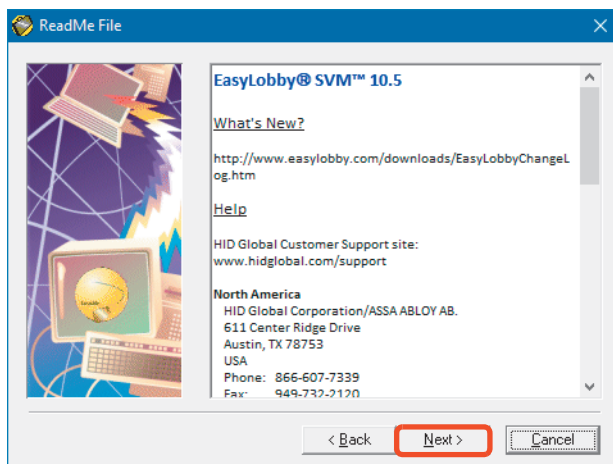 ReadMe File
EasyLobby® SVM™ 10.5
What's New?
http://www.easylobby.com/downloads/EasyLobbyChangeL
og.htm
Help
HID Global Customer Support site:
www.hidglobal.com/support
North America
HID Global Corporation/ASSA ABLOY AB.
611 Center Ridge Drive
Austin, TX 78753
USA
Phone: 866-607-7339
Fax: 949-732-2120
< Back
Next >
Cancel
EasyLobby